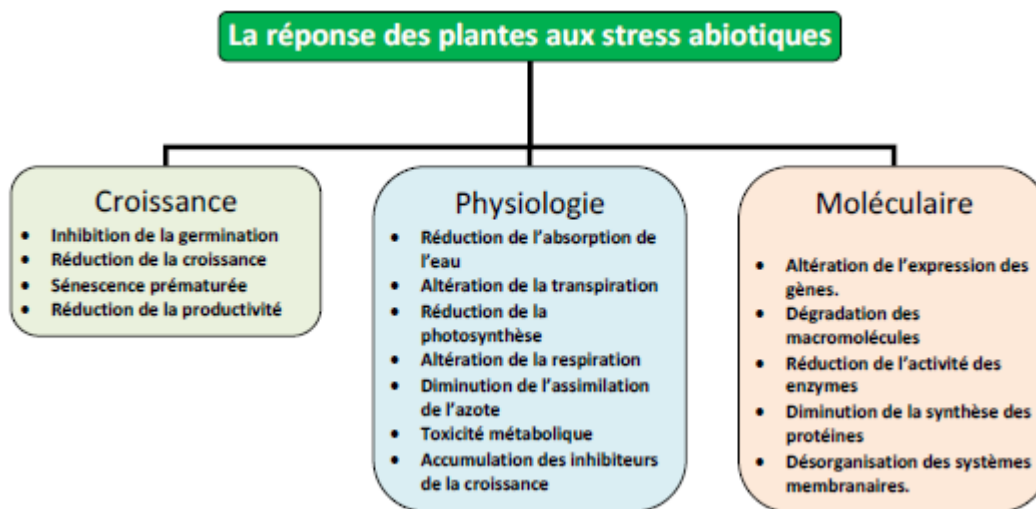 La réponse des plantes aux stress abiotiques
Croissance
• Inhibition de la germination
• Réduction de la croissance
• Sénescence prématurée
• Réduction de la productivité
Physiologie
• Réduction de l'absorption de
l'eau
• Altération de la transpiration
• Réduction de la
photosynthèse
• Altération de la respiration
• Diminution de l'assimilation
de l'azote
• Toxicité métabolique
• Accumulation des inhibiteurs
de la croissance
Moléculaire
• Altération de l'expression des
gènes.
• Dégradation des
macromolécules
• Réduction de l'activité des
enzymes
• Diminution de la synthèse des
protéines
• Désorganisation des systèmes
membranaires.